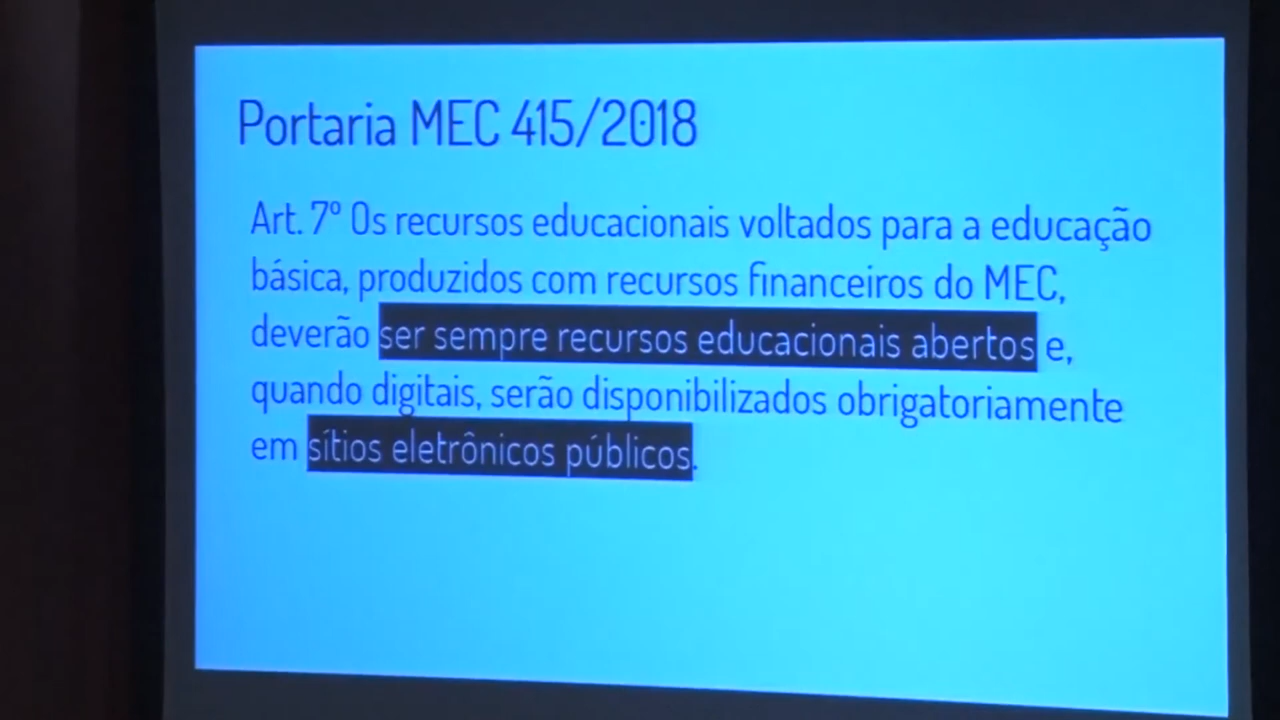 Portaria MEC 415/2018
Art. 7º Os recursos educacionais voltados para a educação
básica, produzidos com recursos financeiros do MEC,
deverão ser sempre recursos educacionais abertos e,
quando digitais, serão disponibilizados obrigatoriamente
em sítios eletrônicos públicos.